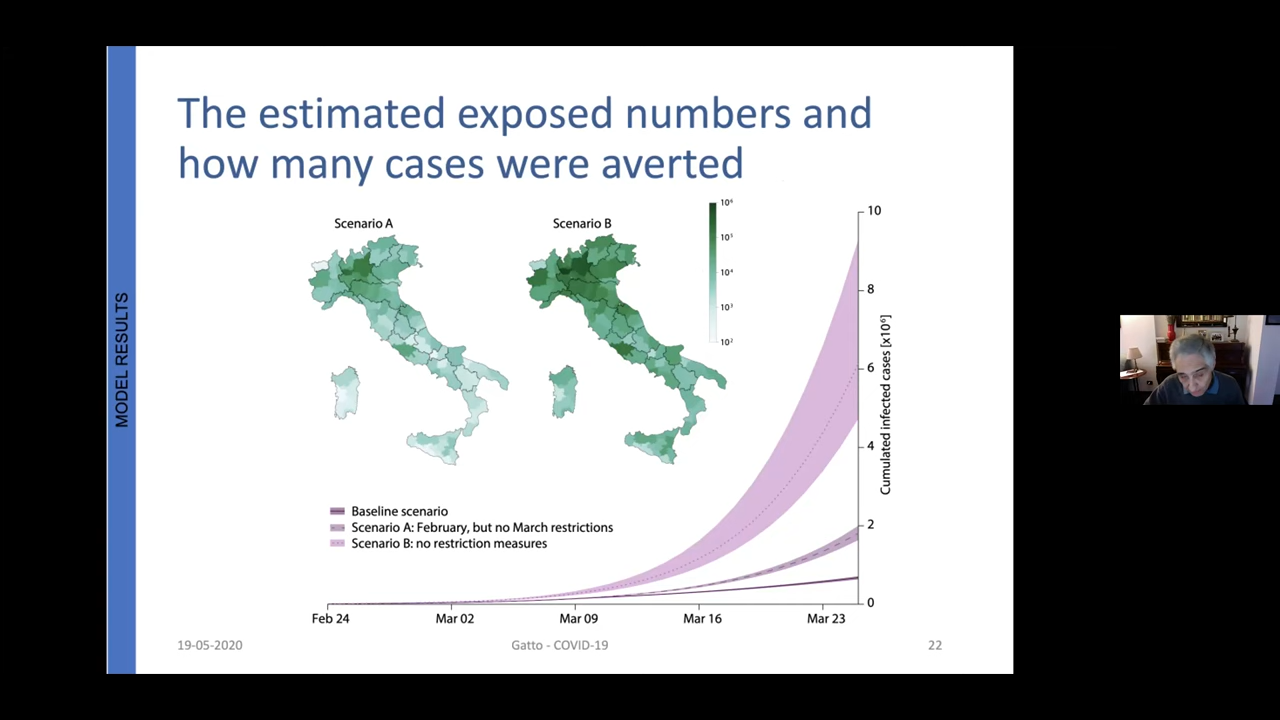 The estimated exposed numbers and
how many cases were averted
MODEL RESULTS
Scenario A
Scenario B
10⁶
10⁵
10⁴
10³
10²
10
8
6
4
2
0
Cumulated infected cases [x10⁶]
Baseline scenario
Scenario A: February, but no March restrictions
Scenario B: no restriction measures
Feb 24
Mar 02
Mar 09
Mar 16
Mar 23
19-05-2020
Gatto - COVID-19
22